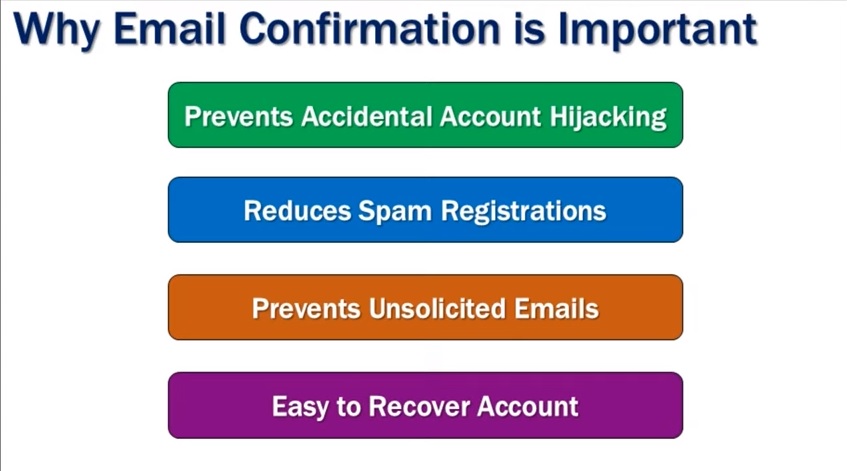 Why Email Confirmation is Important
Prevents Accidental Account Hijacking
Reduces Spam Registrations
Prevents Unsolicited Emails
Easy to Recover Account